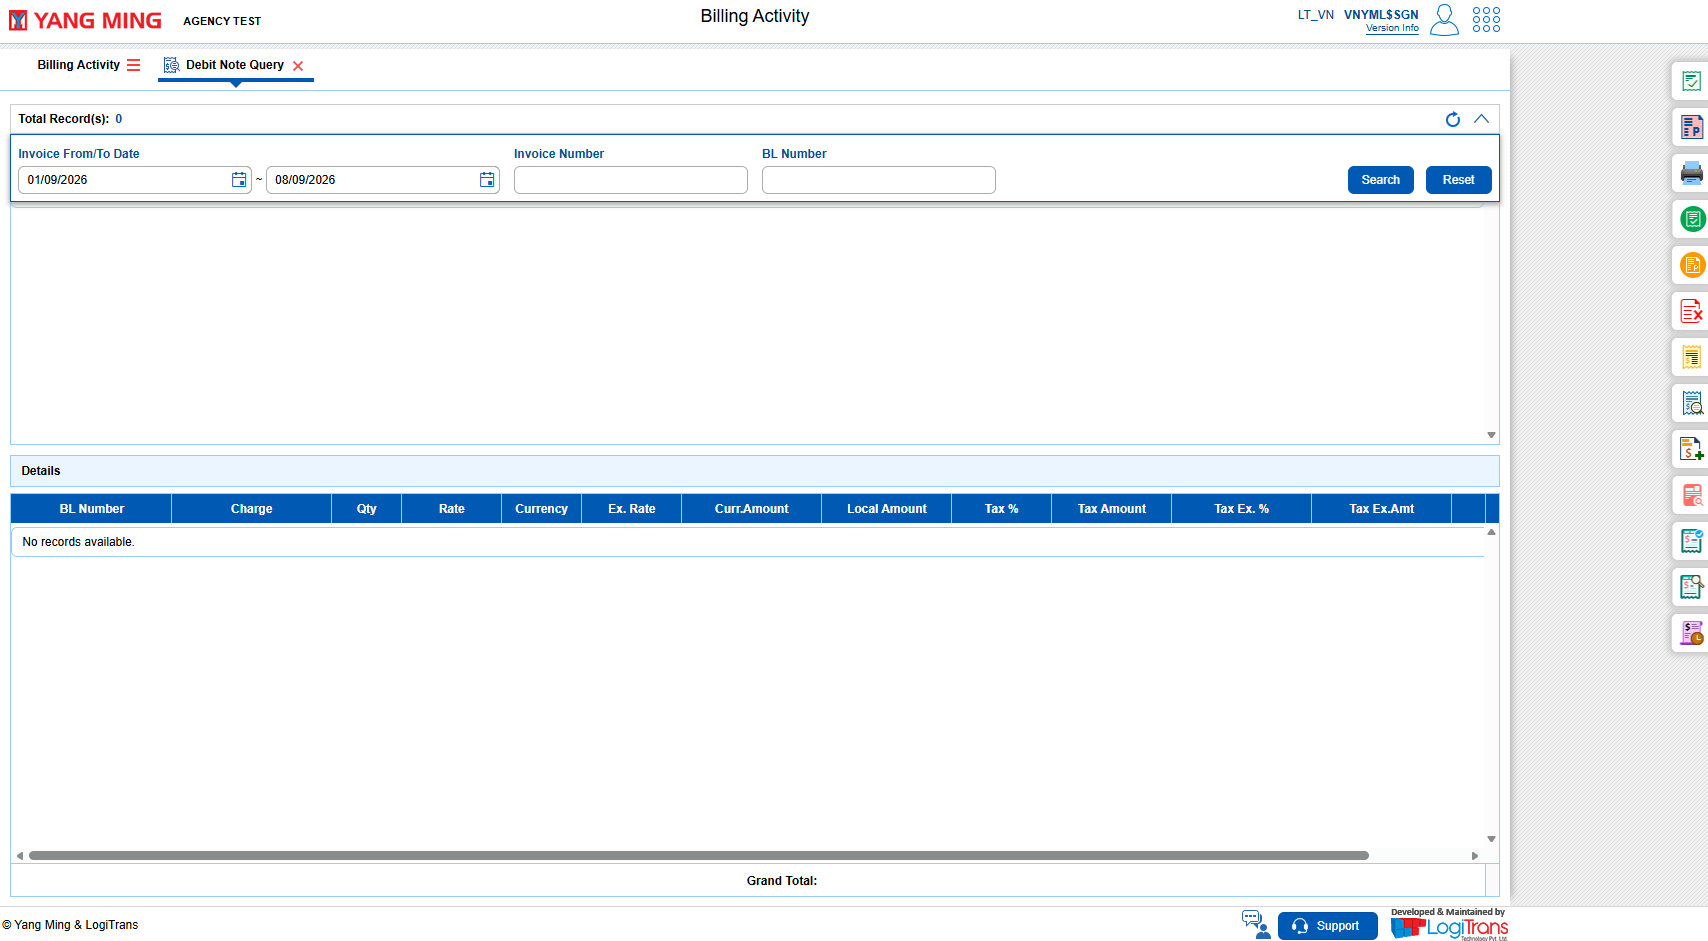 YANG MING
AGENCY TEST
Billing Activity
LT_VN VNYML$SGN
Version Info
Billing Activity
Debit Note Query
Total Record(s): 0
Invoice From/To Date
Invoice Number
BL Number
01/09/2026 ~ 08/09/2026
Search
Reset
Details
BL Number Charge Qty Rate Currency Ex. Rate Curr.Amount Local Amount Tax % Tax Amount Tax Ex. % Tax Ex.Amt
No records available.
Grand Total:
© Yang Ming & LogiTrans
Support
Developed & Maintained by
LogiTrans
Technology Pvt. Ltd.